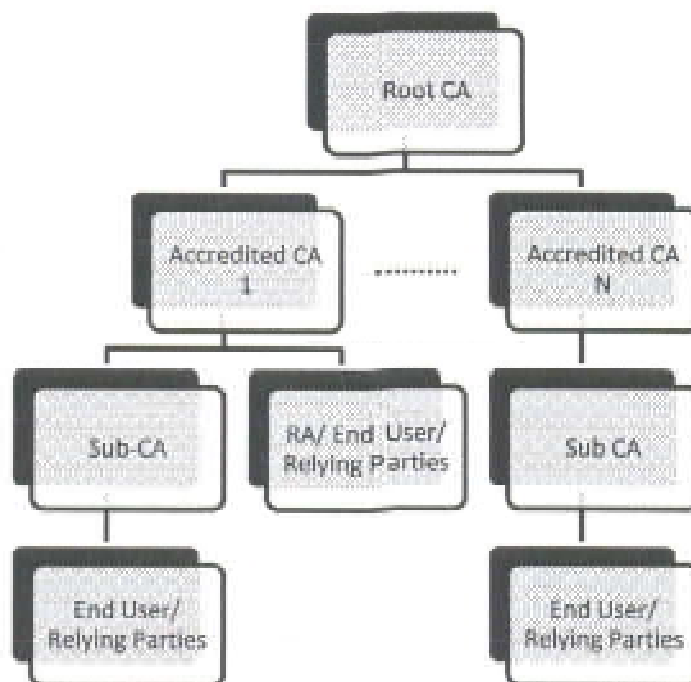 Root CA
Accredited CA
1
Accredited CA
N
Sub-CA
RA/ End User/
Relying Parties
Sub CA
End User/
Relying Parties
End User/
Relying Parties